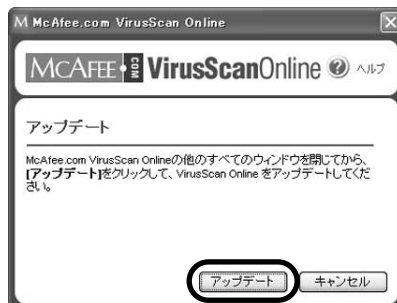 McAfee.com VirusScan Online
McAFEE.COM VirusScan Online ? ヘルプ
アップデート
McAfee.com VirusScan Onlineの他のすべてのウィンドウを閉じてから、
[アップデート]をクリックして、VirusScan Online をアップデートしてくだ
さい。
アップデート キャンセル